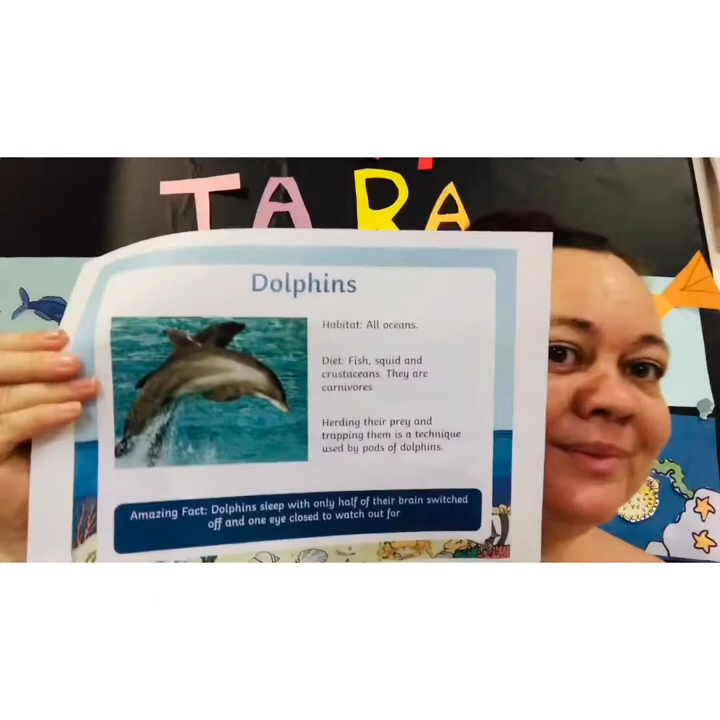 TARA
Dolphins
Habitat: All oceans.
Diet: Fish, squid and
crustaceans. They are
carnivores
Herding their prey and
trapping them is a technique
used by pods of dolphins.
Amazing Fact: Dolphins sleep with only half of their brain switched
off and one eye closed to watch out for